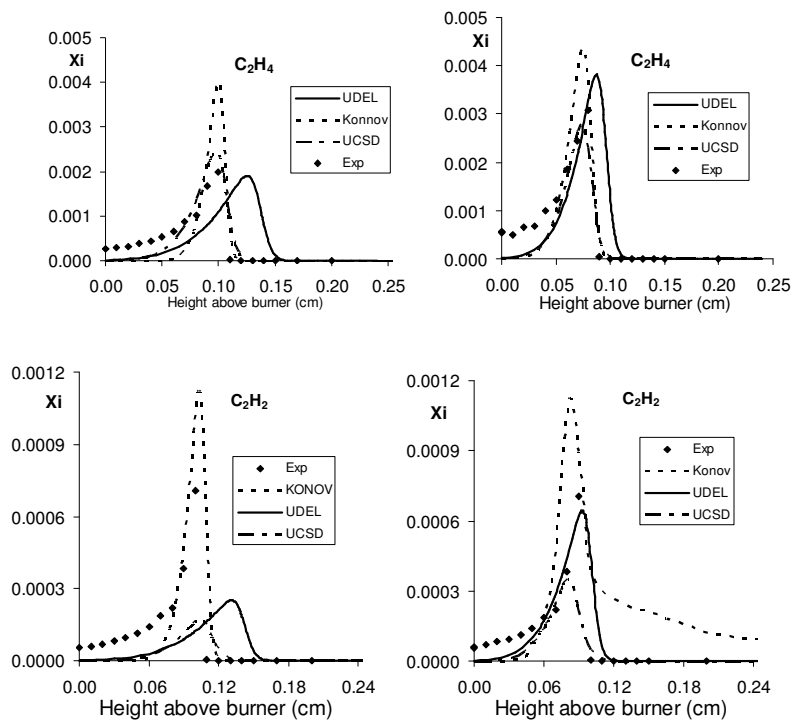 0.005
Xi
C₂H₄
0.004
UDEL
0.003
Konnov
UCSD
0.002
Exp
0.001
0.000
0.00 0.05 0.10 0.15 0.20 0.25
Height above burner (cm)
0.005
Xi
C₂H₄
0.004
UDEL
0.003
Konnov
UCSD
0.002
Exp
0.001
0.000
0.00 0.05 0.10 0.15 0.20 0.25
Height above burner (cm)
0.0012
Xi
C₂H₂
0.0009
Exp
KONOV
0.0006
UDEL
UCSD
0.0003
0.0000
0.00 0.06 0.12 0.18 0.24
Height above burner (cm)
0.0012
Xi
C₂H₂
0.0009
Exp
Konov
0.0006
UDEL
UCSD
0.0003
0.0000
0.00 0.06 0.12 0.18 0.24
Height above burner (cm)